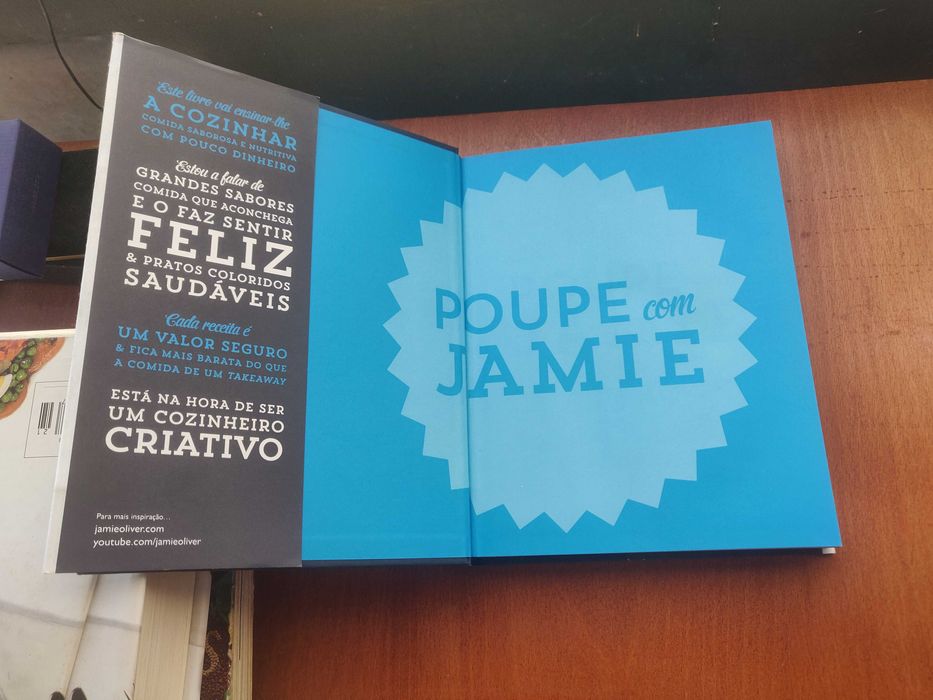 Este livro vai ensinar-lhe
A COZINHAR
COMIDA SABOROSA E NUTRITIVA
COM POUCO DINHEIRO
Estou a falar de
GRANDES SABORES
COMIDA QUE ACONCHEGA
E O FAZ SENTIR
FELIZ
& PRATOS COLORIDOS
SAUDÁVEIS
Cada receita é
UM VALOR SEGURO
& FICA MAIS BARATA DO QUE
A COMIDA DE UM TAKEAWAY
ESTÁ NA HORA DE SER
UM COZINHEIRO
CRIATIVO
Para mais inspiração...
jamieoliver.com
youtube.com/jamieoliver
POUPE com
JAMIE